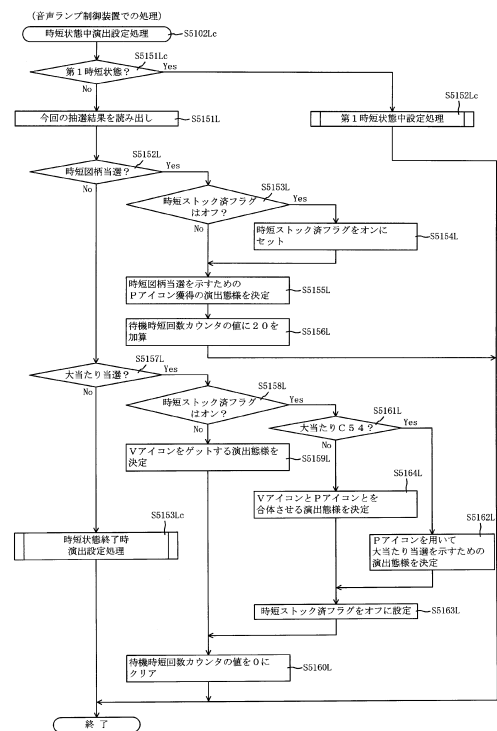 (音声ランプ制御装置での処理)
時短状態中演出設定処理
S5102Lc
S5151Lc
第1時短状態?
Yes
No
S5152Lc
第1時短状態中設定処理
今回の抽選結果を読み出し
S5151L
S5152L
時短図柄当選?
Yes
No
S5153L
時短ストック済フラグ
はオフ?
Yes
No
時短ストック済フラグをオンに
セット
S5154L
時短図柄当選を示すための
Pアイコン獲得の演出態様を決定
S5155L
待機時短回数カウンタの値に20を
加算
S5156L
S5157L
大当たり当選?
Yes
No
S5158L
時短ストック済フラグ
はオン?
Yes
No
S5161L
大当たりC54?
Yes
No
Vアイコンをゲットする演出態様を
決定
S5159L
S5164L
VアイコンとPアイコンとを
合体させる演出態様を決定
S5162L
Pアイコンを用いて
大当たり当選を示すための
演出態様を決定
S5153Lc
時短状態終了時
演出設定処理
時短ストック済フラグをオフに設定
S5163L
待機時短回数カウンタの値を0に
クリア
S5160L
終了